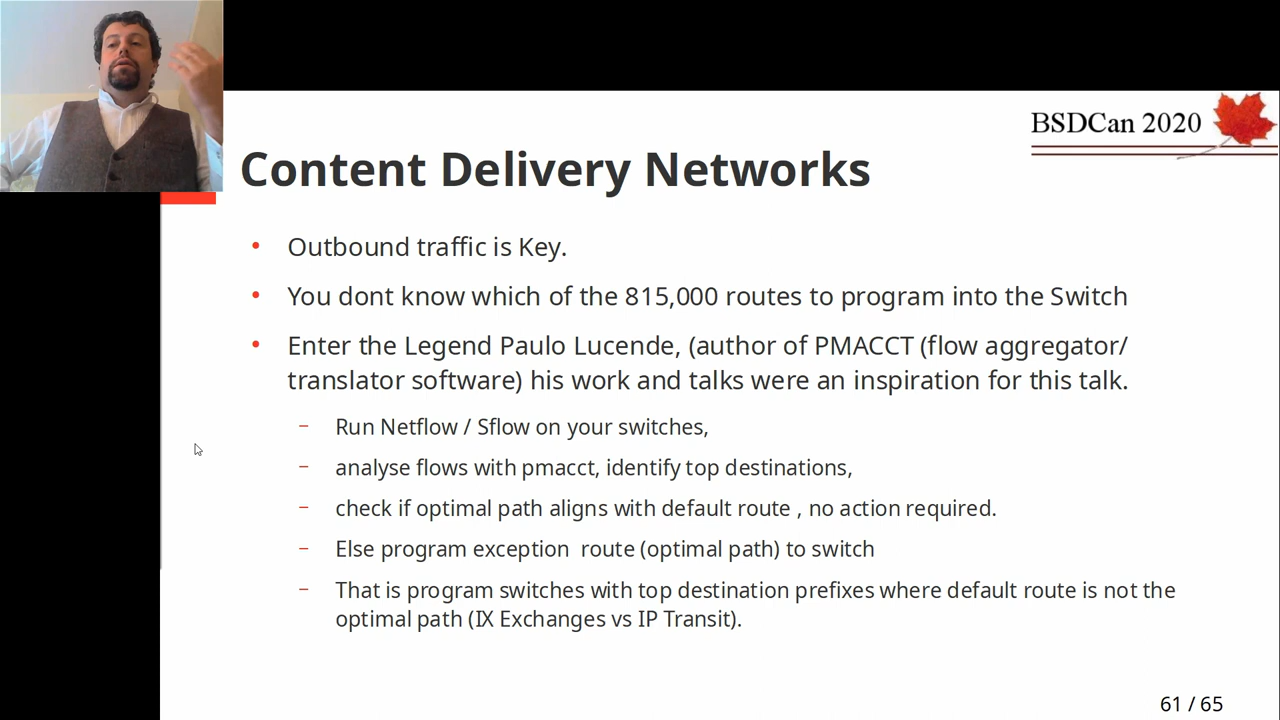 BSDCan 2020
Content Delivery Networks
• Outbound traffic is Key.
• You dont know which of the 815,000 routes to program into the Switch
• Enter the Legend Paulo Lucende, (author of PMACCT (flow aggregator/
translator software) his work and talks were an inspiration for this talk.
– Run Netflow / Sflow on your switches,
– analyse flows with pmacct, identify top destinations,
– check if optimal path aligns with default route , no action required.
– Else program exception  route (optimal path) to switch
– That is program switches with top destination prefixes where default route is not the
optimal path (IX Exchanges vs IP Transit).
61 / 65